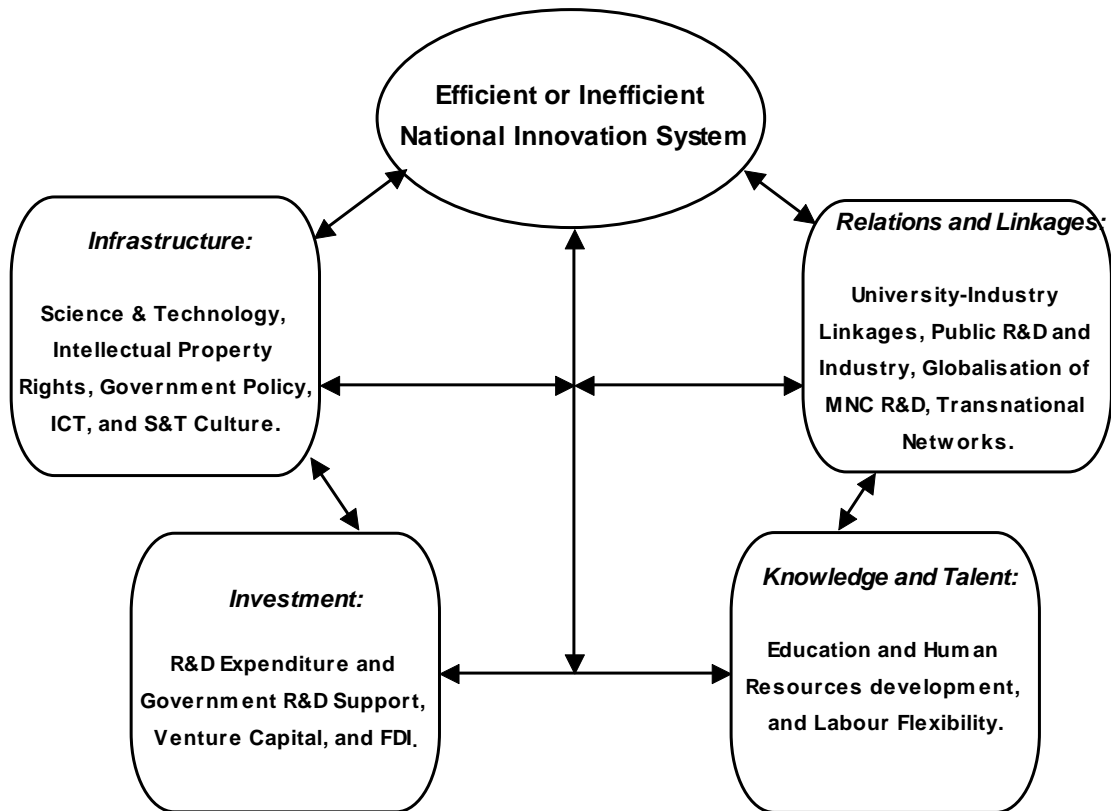 Efficient or Inefficient
National Innovation System
Infrastructure:
Science & Technology,
Intellectual Property
Rights, Government Policy,
ICT, and S&T Culture.
Relations and Linkages:
University-Industry
Linkages, Public R&D and
Industry, Globalisation of
MNC R&D, Transnational
Networks.
Investment:
R&D Expenditure and
Government R&D Support,
Venture Capital, and FDI.
Knowledge and Talent:
Education and Human
Resources development,
and Labour Flexibility.